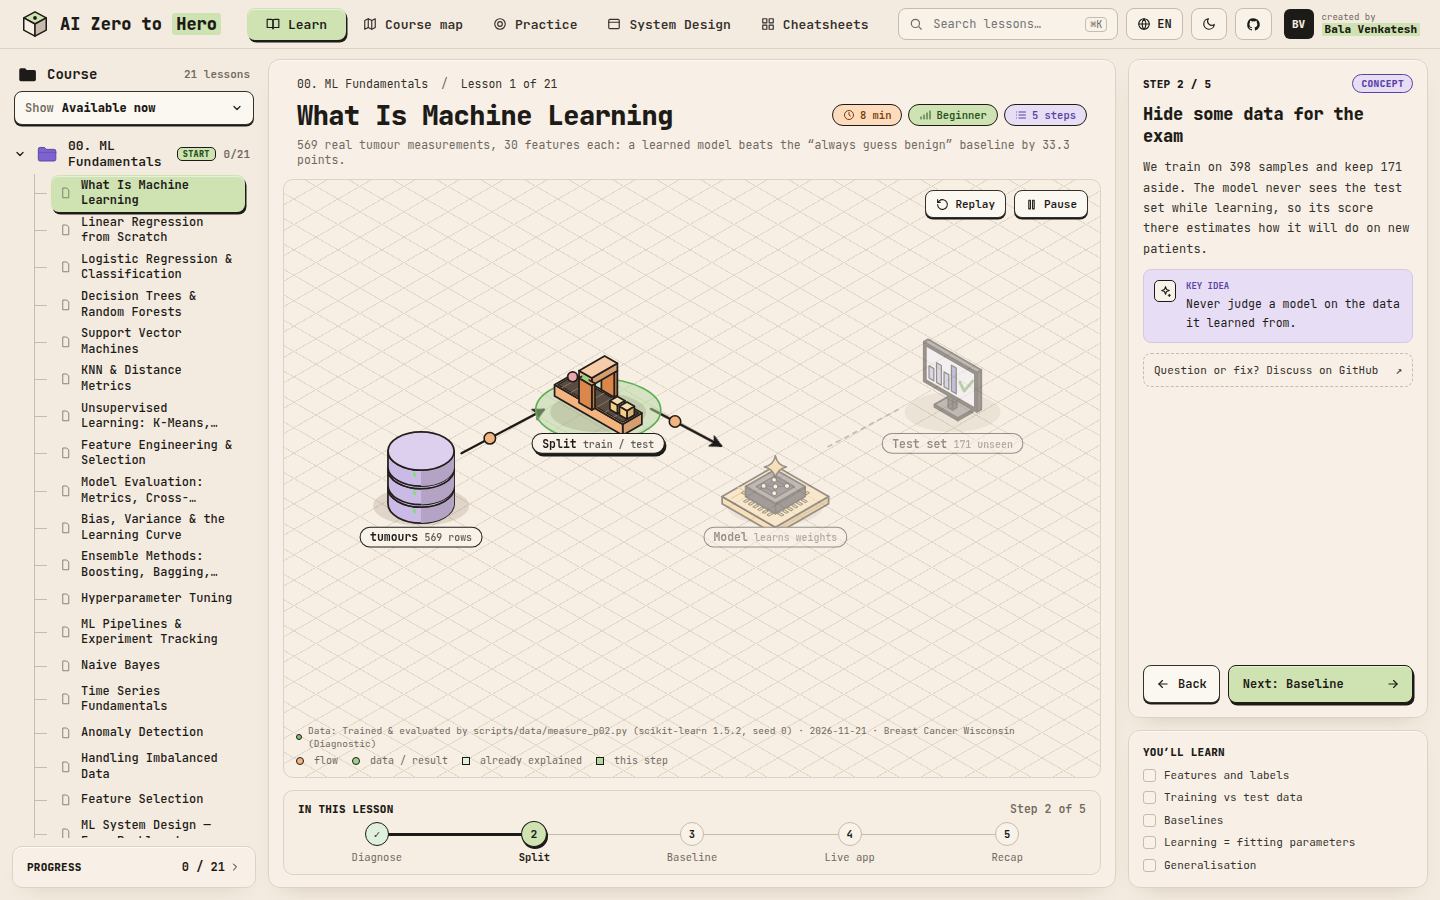 AI Zero to Hero
Learn
Course map
Practice
System Design
Cheatsheets
Search lessons…
⌘K
EN
BV
created by
Bala Venkatesh
Course
21 lessons
Show Available now
00. ML
Fundamentals
START
0/21
What Is Machine
Learning
Linear Regression
from Scratch
Logistic Regression &
Classification
Decision Trees &
Random Forests
Support Vector
Machines
KNN & Distance
Metrics
Unsupervised
Learning: K-Means,…
Feature Engineering &
Selection
Model Evaluation:
Metrics, Cross-…
Bias, Variance & the
Learning Curve
Ensemble Methods:
Boosting, Bagging,…
Hyperparameter Tuning
ML Pipelines &
Experiment Tracking
Naive Bayes
Time Series
Fundamentals
Anomaly Detection
Handling Imbalanced
Data
Feature Selection
ML System Design —
PROGRESS
0 / 21
00. ML Fundamentals / Lesson 1 of 21
What Is Machine Learning
8 min
Beginner
5 steps
569 real tumour measurements, 30 features each: a learned model beats the “always guess benign” baseline by 33.3
points.
Replay
Pause
Split train / test
Test set 171 unseen
tumours 569 rows
Model learns weights
Data: Trained & evaluated by scripts/data/measure_p02.py (scikit-learn 1.5.2, seed 0) · 2026-11-21 · Breast Cancer Wisconsin
(Diagnostic)
flow
data / result
already explained
this step
IN THIS LESSON
Step 2 of 5
✓
2
3
4
5
Diagnose
Split
Baseline
Live app
Recap
STEP 2 / 5
CONCEPT
Hide some data for the
exam
We train on 398 samples and keep 171
aside. The model never sees the test
set while learning, so its score
there estimates how it will do on new
patients.
KEY IDEA
Never judge a model on the data
it learned from.
Question or fix? Discuss on GitHub ↗
← Back
Next: Baseline →
YOU’LL LEARN
Features and labels
Training vs test data
Baselines
Learning = fitting parameters
Generalisation